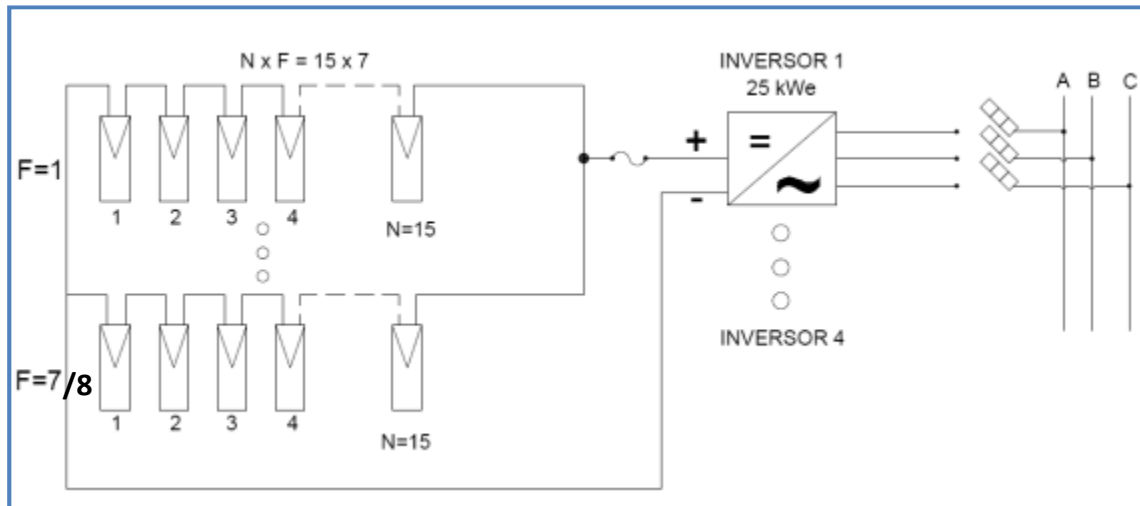 N x F = 15 x 7
INVERSOR 1
25 kWe
A B C
F=1
+
=
-
1 2 3 4
N=15
INVERSOR 4
F=7/8
1 2 3 4
N=15